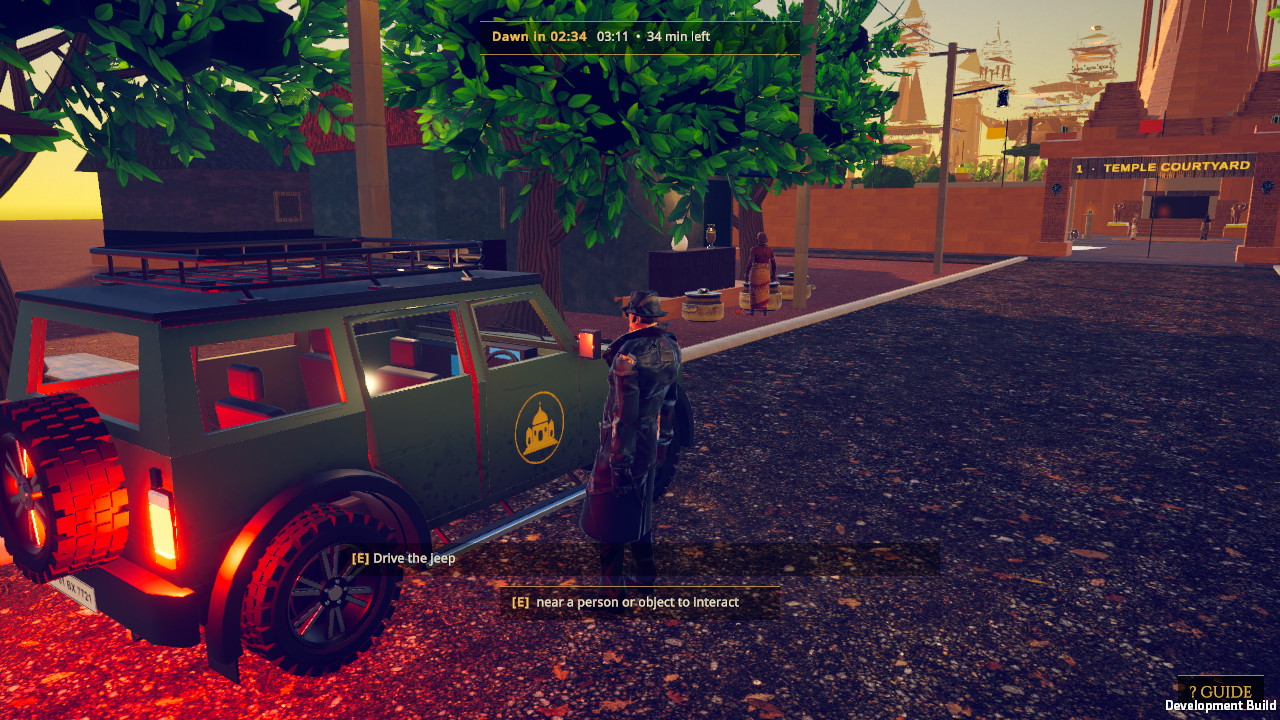 Dawn in 02:34 03:11 • 34 min left
1 · TEMPLE COURTYARD
[E] Drive the jeep
[E] near a person or object to interact
? GUIDE
Development Build